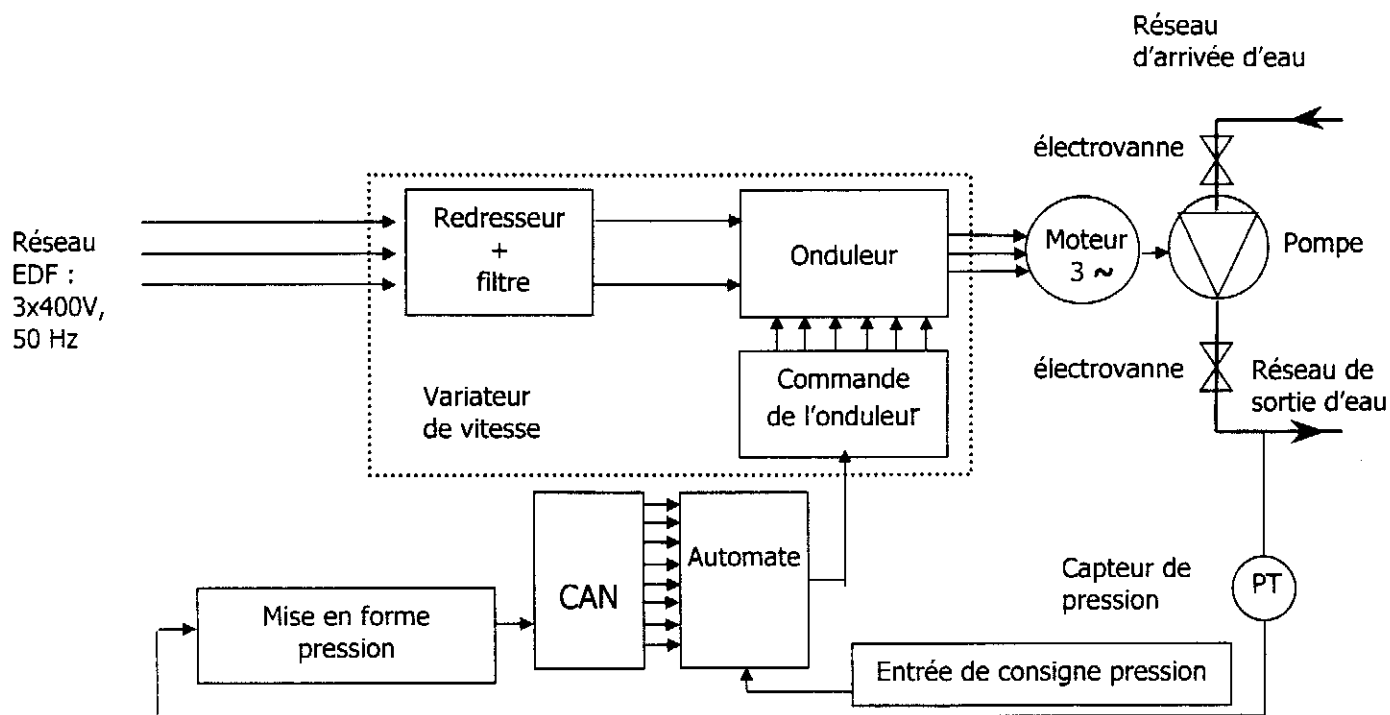 Réseau
d'arrivée d'eau
électrovanne
Redresseur
+
filtre
Onduleur
Moteur
3 ~
Pompe
Réseau
EDF :
3x400V,
50 Hz
électrovanne
Réseau de
sortie d'eau
Variateur
de vitesse
Commande
de l'onduleur
CAN
Automate
Capteur de
pression
PT
Mise en forme
pression
Entrée de consigne pression